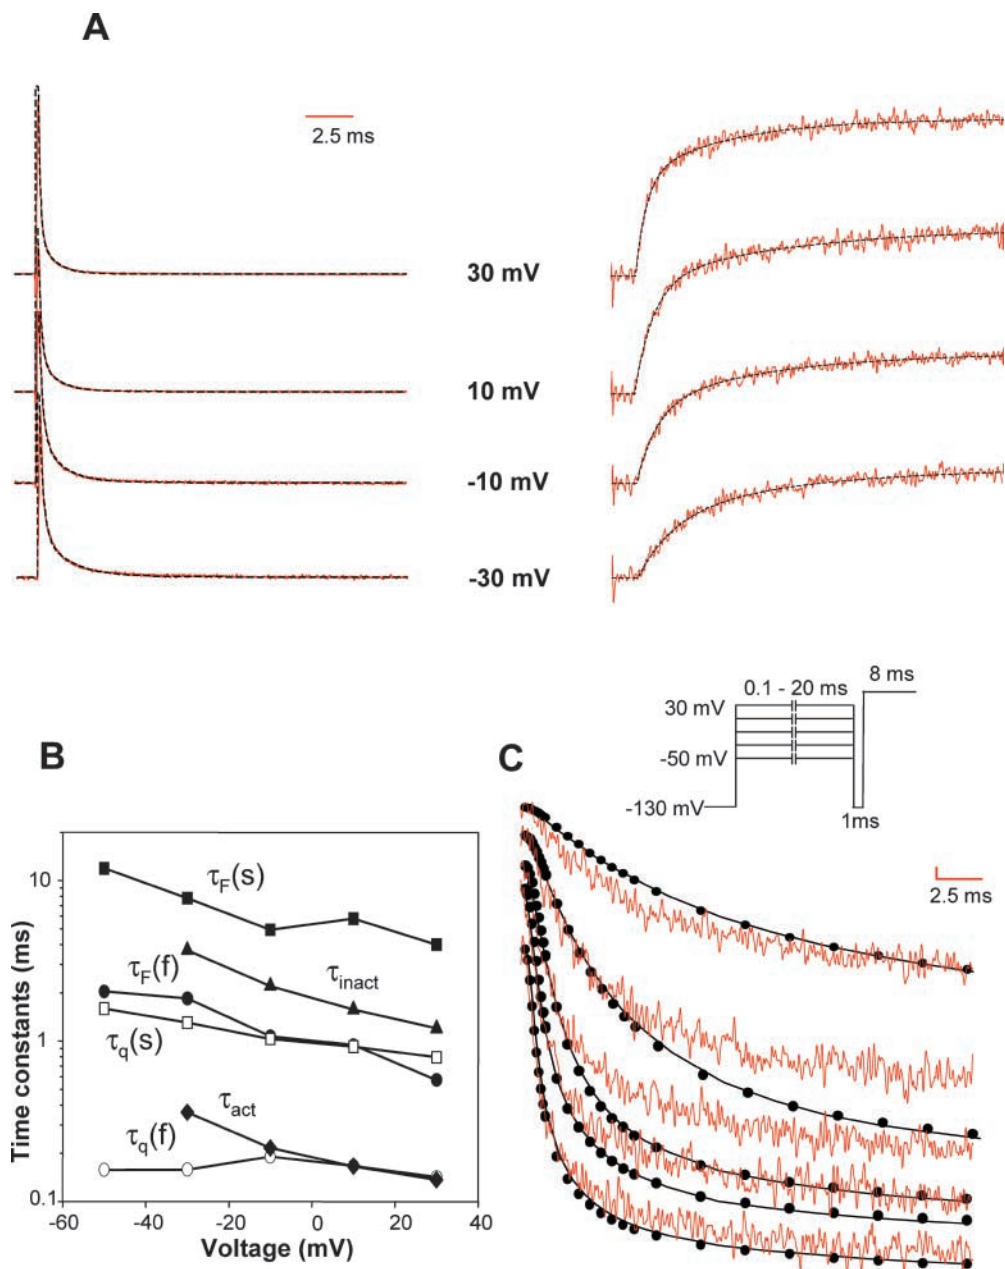 A
2.5 ms
30 mV
10 mV
-10 mV
-30 mV
8 ms
0.1 - 20 ms
30 mV
-50 mV
-130 mV
1ms
B
C
2.5 ms
Time constants (ms)
10
1
0.1
τF(s)
τF(f)
τinact
τq(s)
τact
τq(f)
-60 -40 -20 0 20 40
Voltage (mV)